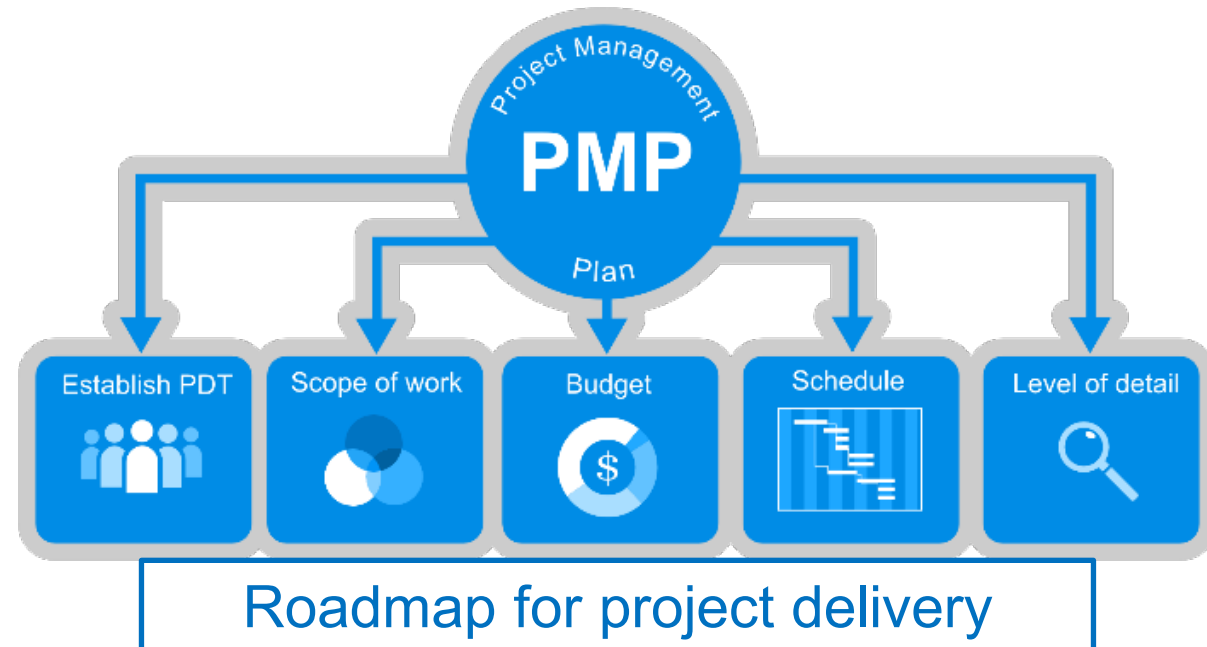 Project Management
PMP
Plan
Establish PDT
Scope of work
Budget
Schedule
Level of detail
$
Roadmap for project delivery